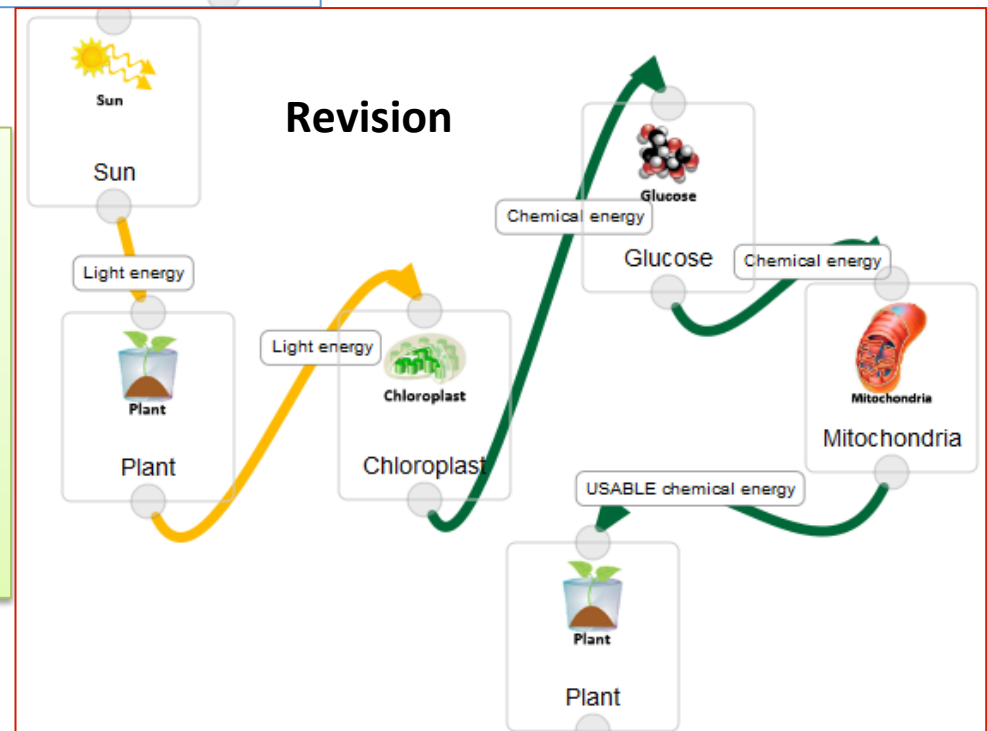 Revision
Sun
Sun
Light energy
Plant
Plant
Light energy
Chloroplast
Chloroplast
Chemical energy
Glucose
Glucose
Chemical energy
Mitochondria
Mitochondria
USABLE chemical energy
Plant
Plant